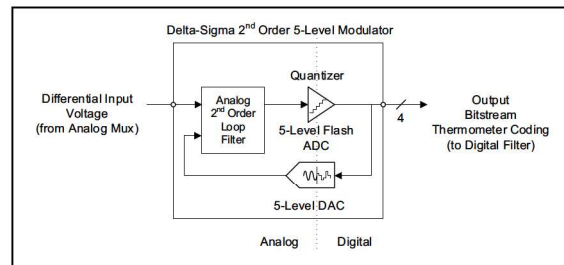 Delta-Sigma 2nd Order 5-Level Modulator
Differential Input
Voltage
(from Analog Mux)
Analog
2nd Order
Loop
Filter
Quantizer
5-Level Flash
ADC
4
Output
Bitstream
Thermometer Coding
(to Digital Filter)
5-Level DAC
Analog
Digital